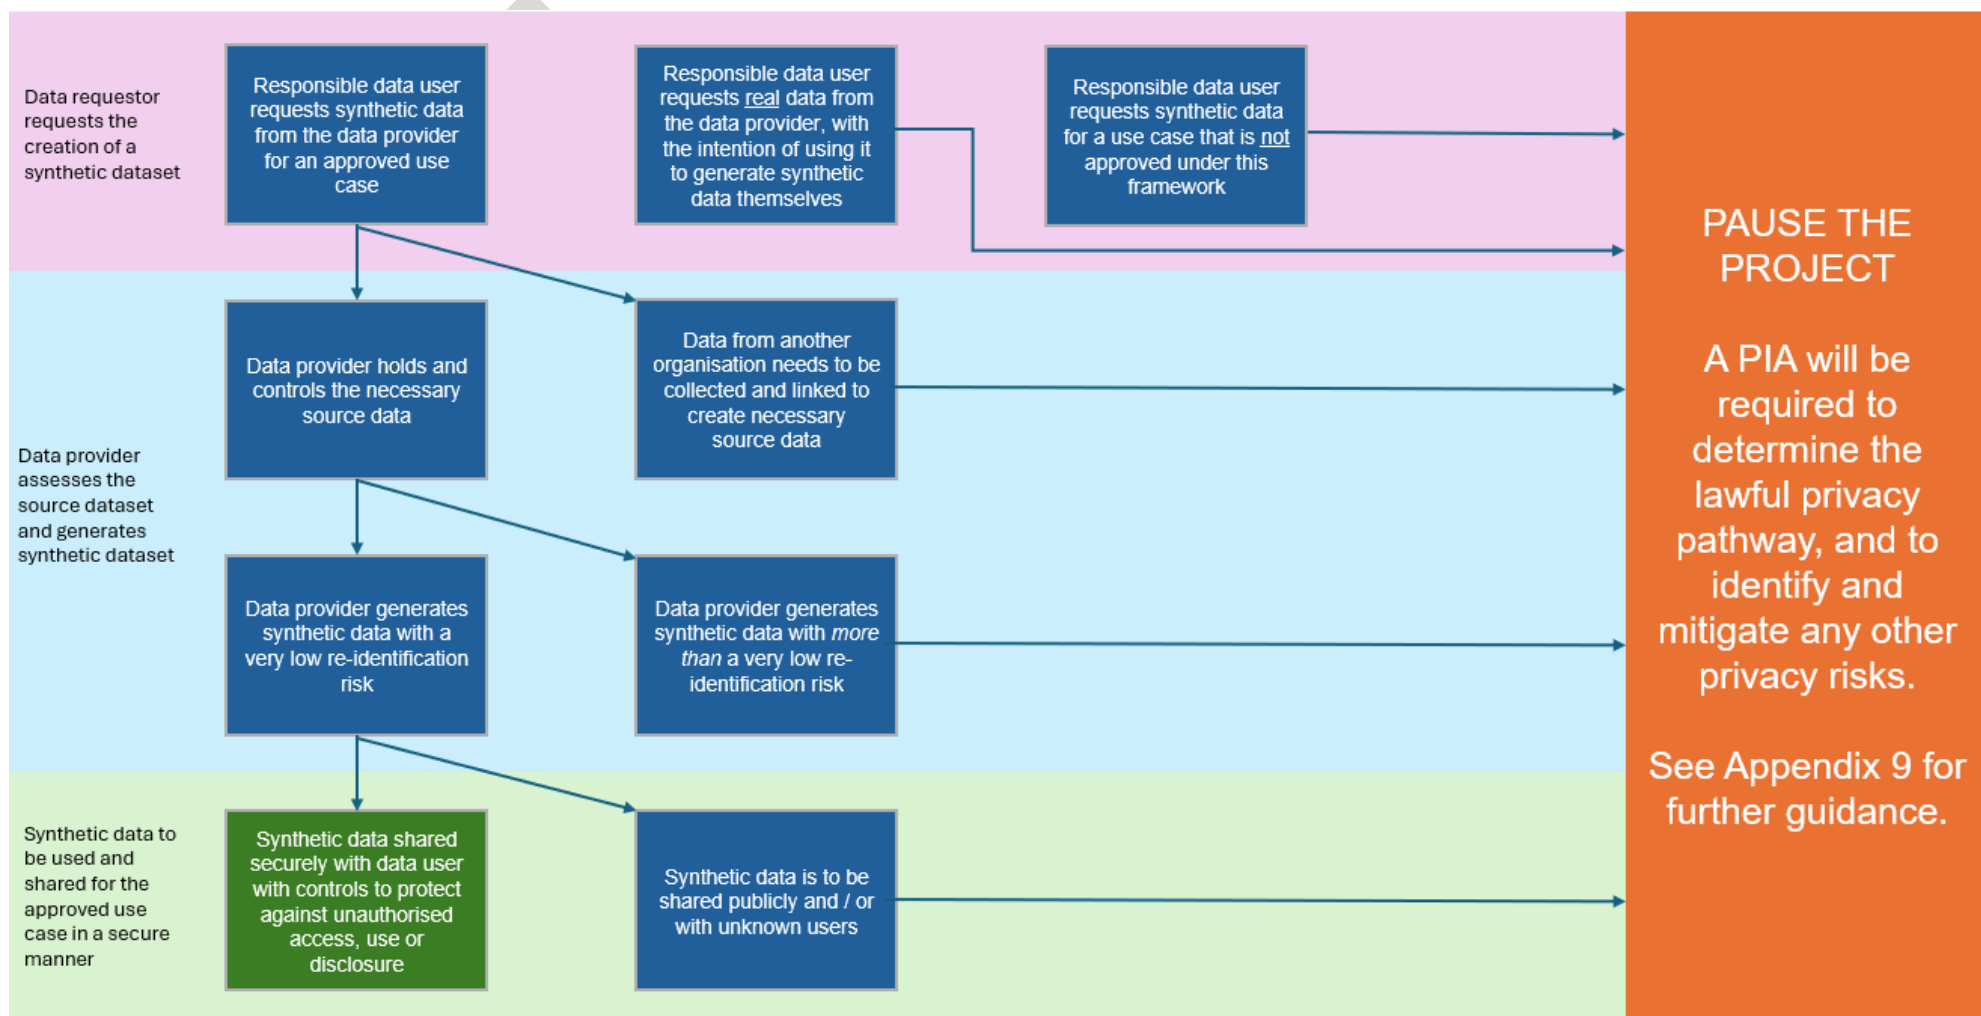 Data requestor
requests the
creation of a
synthetic dataset
Responsible data user
requests synthetic data
from the data provider
for an approved use
case
Responsible data user
requests real data from
the data provider, with
the intention of using it
to generate synthetic
data themselves
Responsible data user
requests synthetic data
for a use case that is not
approved under this
framework
Data provider
assesses the
source dataset
and generates
synthetic dataset
Data provider holds and
controls the necessary
source data
Data from another
organisation needs to be
collected and linked to
create necessary
source data
Data provider generates
synthetic data with a
very low re-identification
risk
Data provider generates
synthetic data with more
than a very low re-
identification risk
Synthetic data to
be used and
shared for the
approved use
case in a secure
manner
Synthetic data shared
securely with data user
with controls to protect
against unauthorised
access, use or
disclosure
Synthetic data is to be
shared publicly and / or
with unknown users
PAUSE THE
PROJECT
A PIA will be
required to
determine the
lawful privacy
pathway, and to
identify and
mitigate any other
privacy risks.
See Appendix 9 for
further guidance.